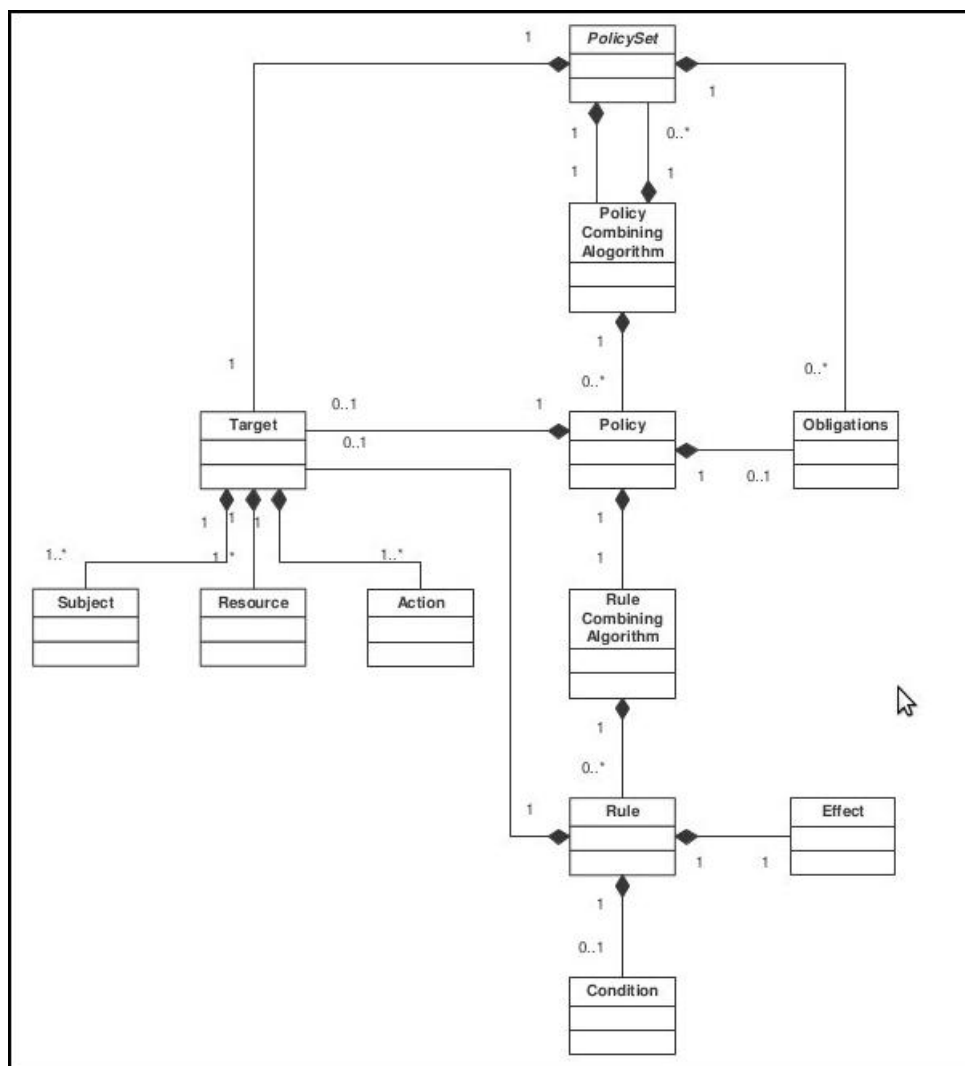 PolicySet
1
1
1
0..*
1
1
Policy
Combining
Alogorithm
1
1
0..*
0..*
0..1
1
Target
0..1
Policy
Obligations
1
0..1
1
1
1
1
1..*
1..*
1..*
1
Subject
Resource
Action
Rule
Combining
Algorithm
1
0..*
1
Rule
Effect
1
1
1
0..1
Condition